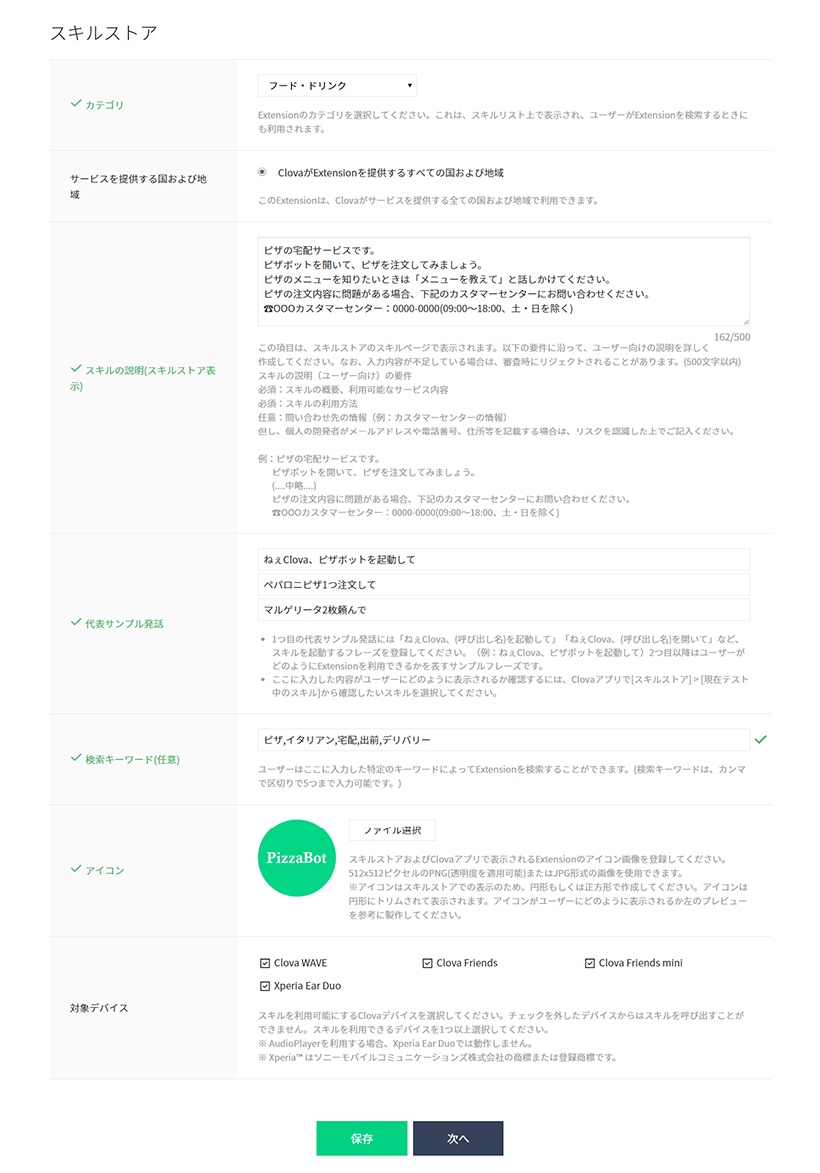 スキルストア
カテゴリ
フード・ドリンク
Extensionのカテゴリを選択してください。これは、スキルリスト上で表示され、ユーザーがExtensionを検索するときに
も利用されます。
サービスを提供する国および地
域
ClovaがExtensionを提供するすべての国および地域
このExtensionは、Clovaがサービスを提供する全ての国および地域で利用できます。
スキルの説明(スキルストア表
示)
ピザの宅配サービスです。
ピザボットを開いて、ピザを注文してみましょう。
ピザのメニューを知りたいときは「メニューを教えて」と話しかけてください。
ピザの注文内容に問題がある場合、下記のカスタマーセンターにお問い合わせください。
☎OOOカスタマーセンター：0000-0000(09:00～18:00、土・日を除く)
162/500
この項目は、スキルストアのスキルページで表示されます。以下の要件に沿って、ユーザー向けの説明を詳しく
作成してください。なお、入力内容が不足している場合は、審査時にリジェクトされることがあります。(500文字以内)
スキルの説明（ユーザー向け）の要件
必須：スキルの概要、利用可能なサービス内容
必須：スキルの利用方法
任意：問い合わせ先の情報（例：カスタマーセンターの情報）
但し、個人の開発者がメールアドレスや電話番号、住所等を記載する場合は、リスクを認識した上でご記入ください。
例：ピザの宅配サービスです。
ピザボットを開いて、ピザを注文してみましょう。
(....中略....)
ピザの注文内容に問題がある場合、下記のカスタマーセンターにお問い合わせください。
☎OOOカスタマーセンター：0000-0000(09:00～18:00、土・日を除く)
代表サンプル発話
ねぇClova、ピザボットを起動して
ペパロニピザ1つ注文して
マルゲリータ2枚頼んで
• 1つ目の代表サンプル発話には「ねぇClova、(呼び出し名)を起動して」「ねぇClova、(呼び出し名)を開いて」など、
スキルを起動するフレーズを登録してください。（例：ねぇClova、ピザボットを起動して）2つ目以降はユーザーが
どのようにExtensionを利用できるかを表すサンプルフレーズです。
• ここに入力した内容がユーザーにどのように表示されるか確認するには、Clovaアプリで[スキルストア] > [現在テスト
中のスキル]から確認したいスキルを選択してください。
検索キーワード(任意)
ピザ,イタリアン,宅配,出前,デリバリー
ユーザーはここに入力した特定のキーワードによってExtensionを検索することができます。(検索キーワードは、カンマ
で区切りで5つまで入力可能です。)
アイコン
PizzaBot
ファイル選択
スキルストアおよびClovaアプリで表示されるExtensionのアイコン画像を登録してください。
512x512ピクセルのPNG(透明度を適用可能)またはJPG形式の画像を使用できます。
※アイコンはスキルストアでの表示のため、円形もしくは正方形で作成してください。アイコンは
円形にトリムされて表示されます。アイコンがユーザーにどのように表示されるか左のプレビュー
を参考に製作してください。
対象デバイス
Clova WAVE
Clova Friends
Clova Friends mini
Xperia Ear Duo
スキルを利用可能にするClovaデバイスを選択してください。チェックを外したデバイスからはスキルを呼び出すことが
できません。スキルを利用できるデバイスを1つ以上選択してください。
※ AudioPlayerを利用する場合、Xperia Ear Duoでは動作しません。
※ Xperia™ はソニーモバイルコミュニケーションズ株式会社の商標または登録商標です。
保存
次へ